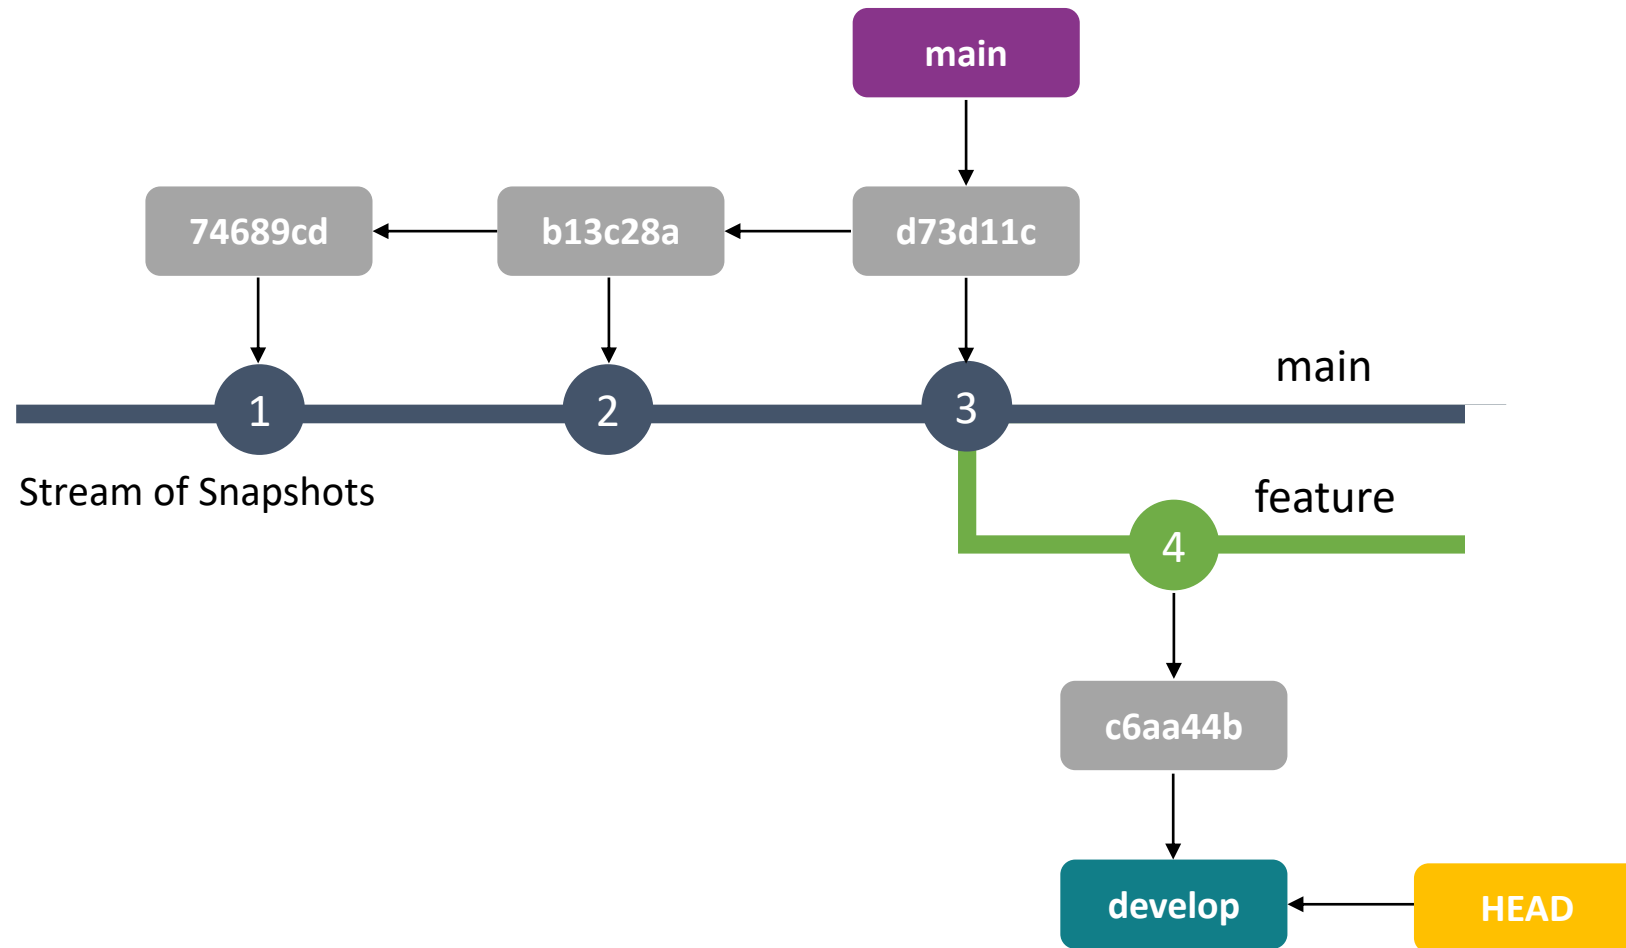 main
74689cd
b13c28a
d73d11c
main
1
2
3
Stream of Snapshots
feature
4
c6aa44b
develop
HEAD